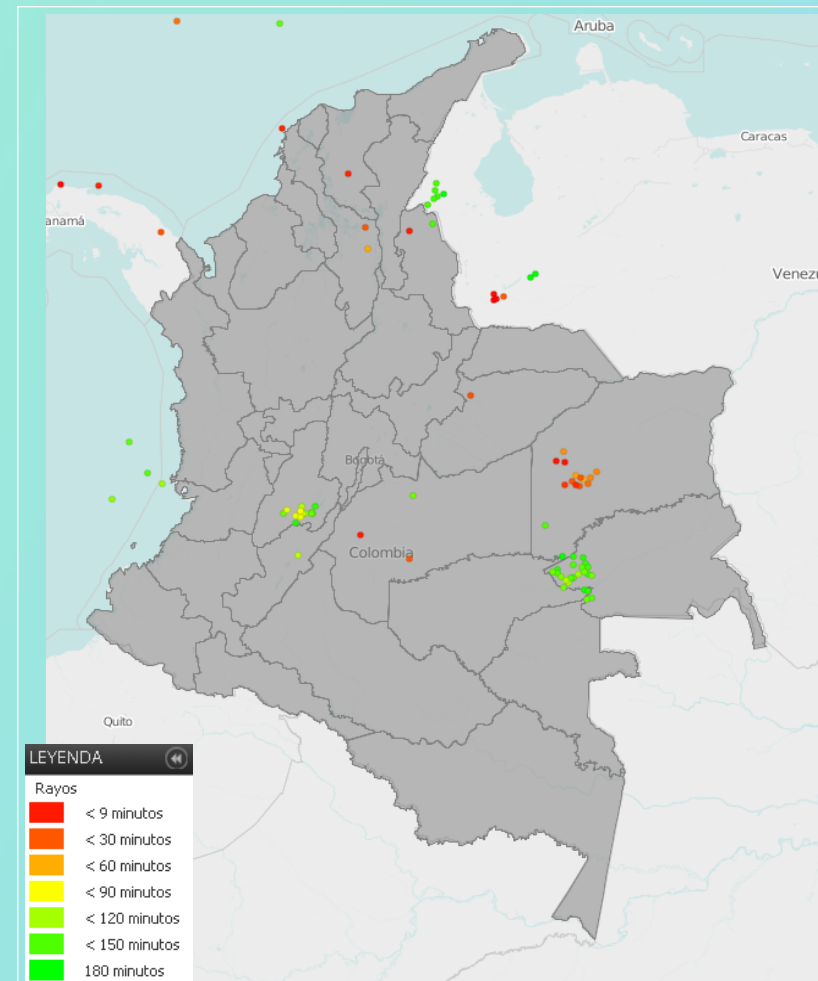 Aruba
Caracas
anamá
Venezu
Bogotá
Colombia
Quito
LEYENDA
Rayos
< 9 minutos
< 30 minutos
< 60 minutos
< 90 minutos
< 120 minutos
< 150 minutos
180 minutos